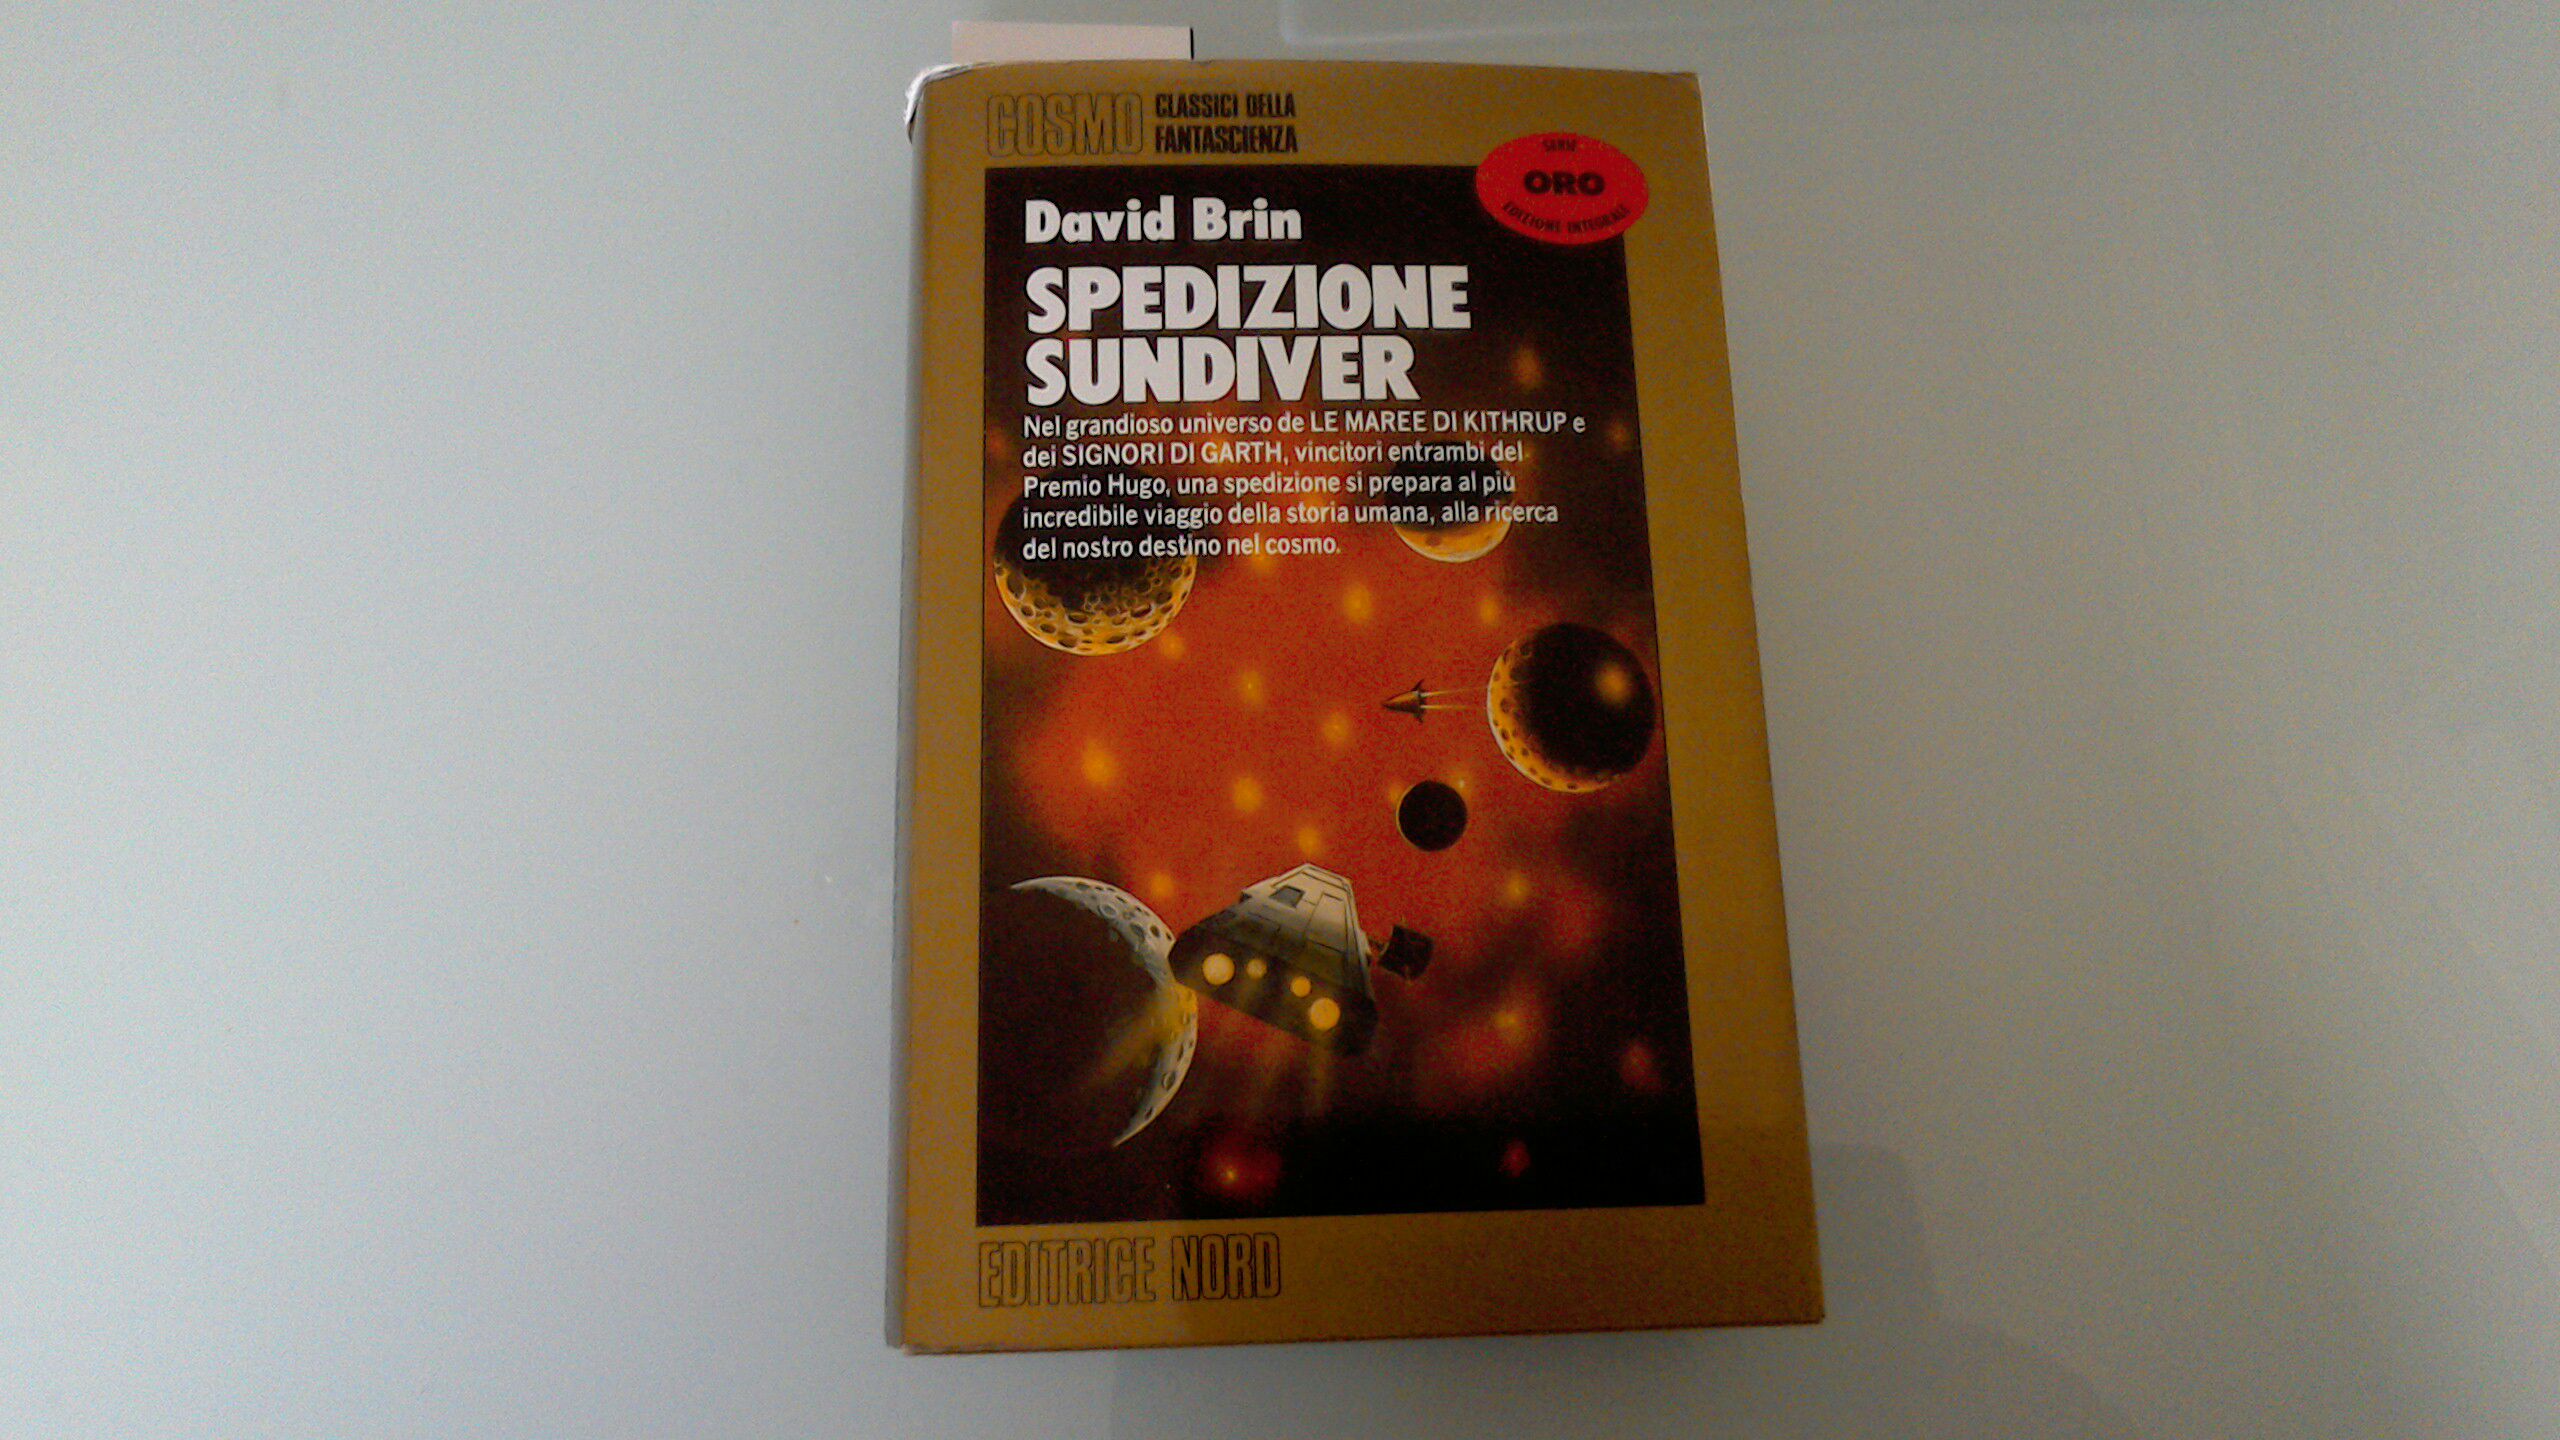 COSMO CLASSICI DELLA
FANTASCIENZA
SERIE
ORO
EDIZIONE INTEGRALE
David Brin
SPEDIZIONE
SUNDIVER
Nel grandioso universo de LE MAREE DI KITHRUP e
dei SIGNORI DI GARTH, vincitori entrambi del
Premio Hugo, una spedizione si prepara al più
incredibile viaggio della storia umana, alla ricerca
del nostro destino nel cosmo.
EDITRICE NORD